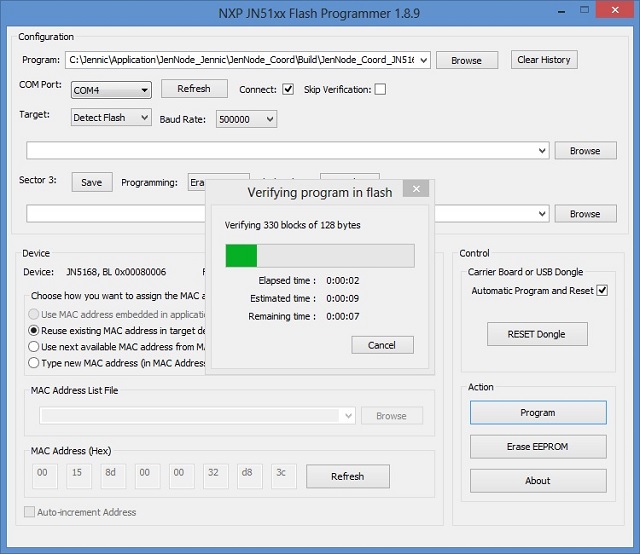 NXP JN51xx Flash Programmer 1.8.9
Configuration
Program: C:\Jennic\Application\JenNode_Jennic\JenNode_Coord\Build\JenNode_Coord_JN516 Browse Clear History
COM Port: COM4 Refresh Connect: Skip Verification:
Target: Detect Flash Baud Rate: 500000
Browse
Sector 3: Save Programming: Era
Browse
Verifying program in flash
Verifying 330 blocks of 128 bytes
Elapsed time : 0:00:02
Estimated time : 0:00:09
Remaining time : 0:00:07
Cancel
Device
Device: JN5168, BL 0x00080006
Choose how you want to assign the MAC a
Use MAC address embedded in applicatio
Reuse existing MAC address in target de
Use next available MAC address from MA
Type new MAC address (in MAC Address
MAC Address List File
Browse
MAC Address (Hex)
00 15 8d 00 00 32 d8 3c Refresh
Auto-increment Address
Control
Carrier Board or USB Dongle
Automatic Program and Reset
RESET Dongle
Action
Program
Erase EEPROM
About